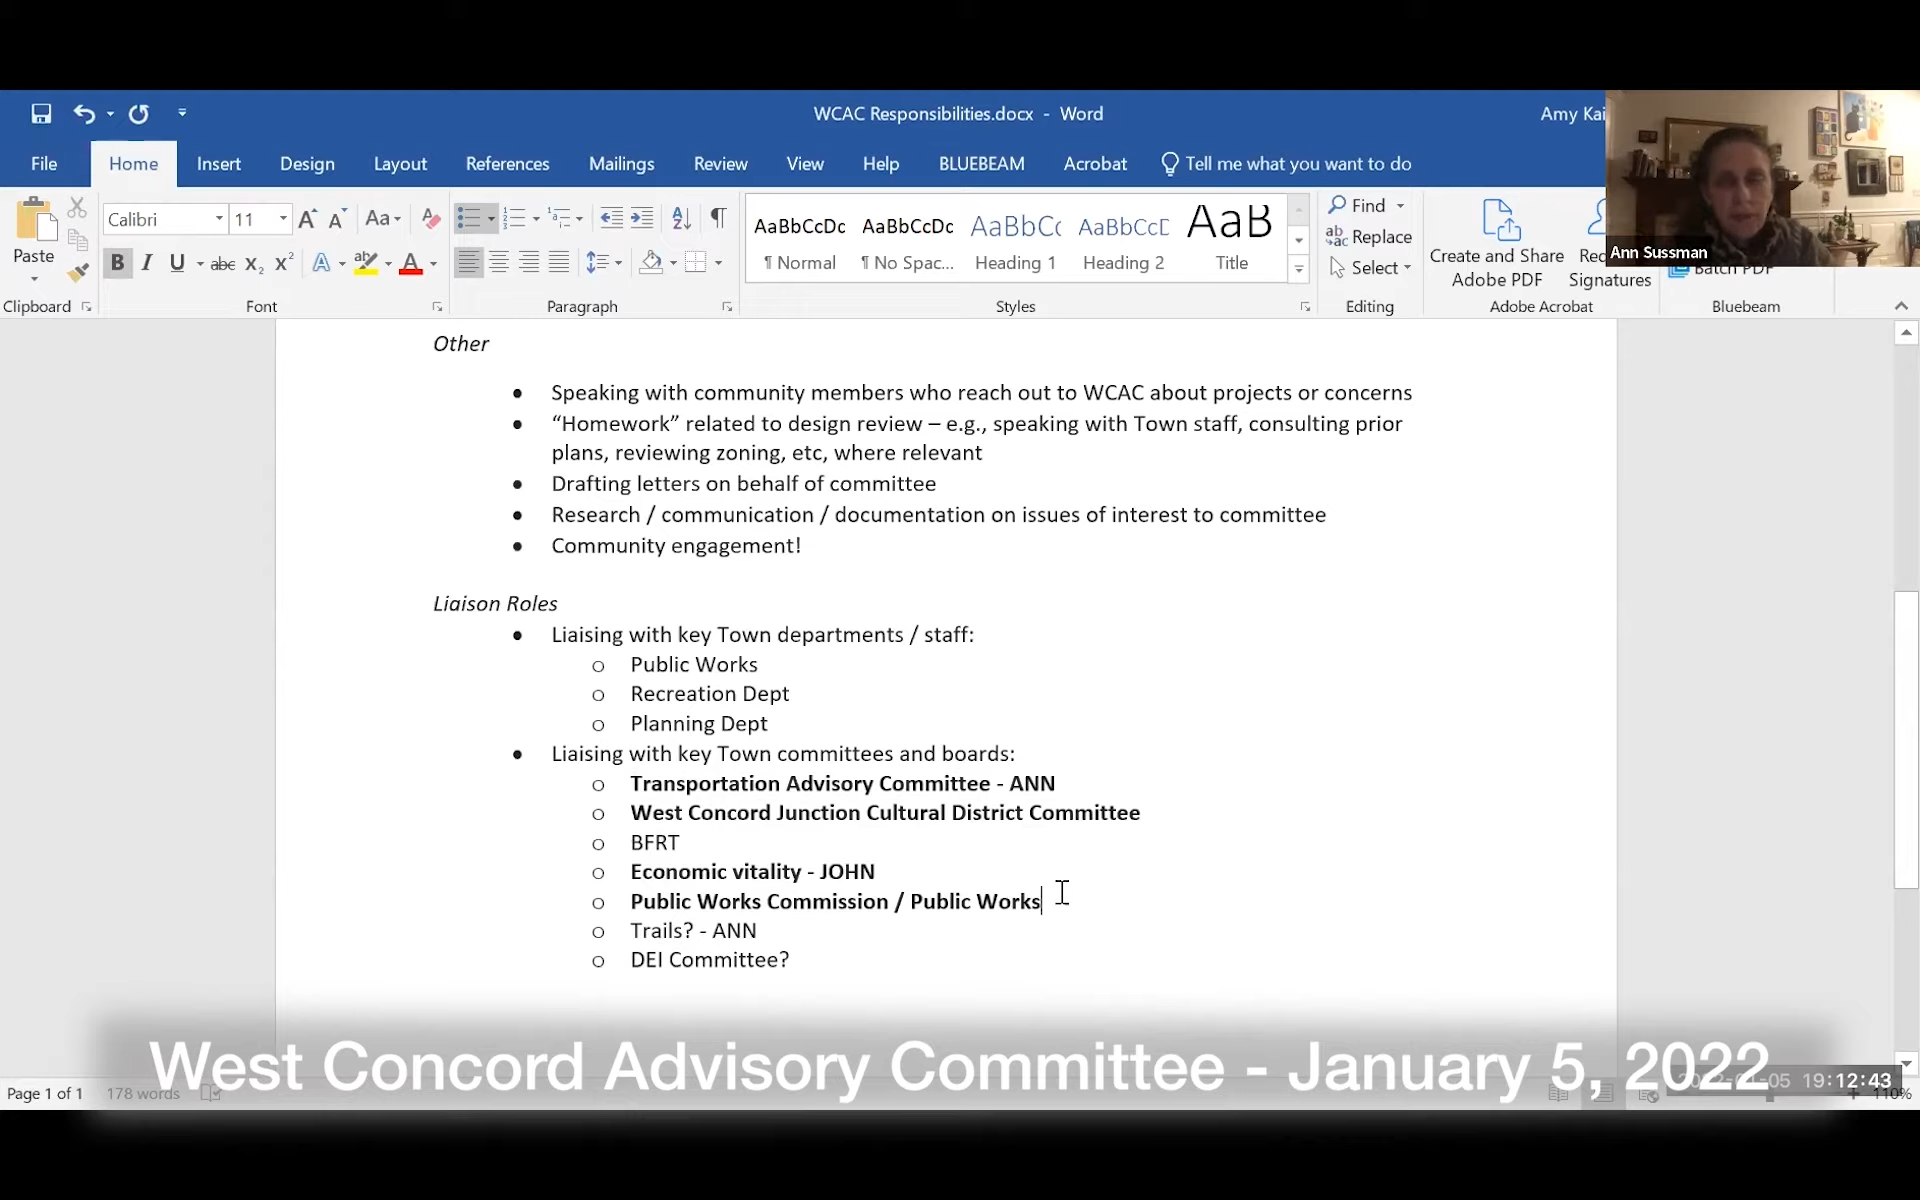 WCAC Responsibilities.docx - Word
Amy Kai
File Home Insert Design Layout References Mailings Review View Help BLUEBEAM Acrobat Tell me what you want to do
Calibri 11 Aa
Paste
B I U abc X₂ X² A A
AaBbCcDc AaBbCcDc AaBbCc AaBbCcD AaB
¶ Normal ¶ No Spac... Heading 1 Heading 2 Title
Find
Replace
Select
Create and Share
Adobe PDF
Signatures
Batch PDF
Ann Sussman
Clipboard Font Paragraph Styles Editing Adobe Acrobat Bluebeam
Other
• Speaking with community members who reach out to WCAC about projects or concerns
• “Homework” related to design review – e.g., speaking with Town staff, consulting prior
plans, reviewing zoning, etc, where relevant
• Drafting letters on behalf of committee
• Research / communication / documentation on issues of interest to committee
• Community engagement!
Liaison Roles
• Liaising with key Town departments / staff:
o Public Works
o Recreation Dept
o Planning Dept
• Liaising with key Town committees and boards:
o Transportation Advisory Committee - ANN
o West Concord Junction Cultural District Committee
o BFRT
o Economic vitality - JOHN
o Public Works Commission / Public Works
o Trails? - ANN
o DEI Committee?
West Concord Advisory Committee - January 5, 2022
Page 1 of 1 178 words
19:12:43
110%